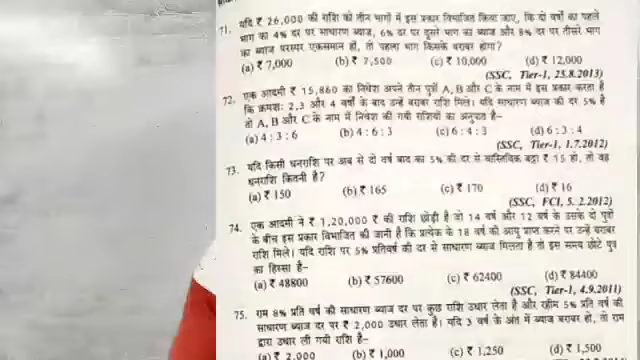 71. यदि ₹ 26,000 की राशि को तीन भागों में इस प्रकार विभाजित किया जाए, कि दो वर्षों का पहले
भाग का 4% दर पर साधारण ब्याज, 6% दर पर दूसरे भाग का ब्याज और 8% दर पर तीसरे भाग
का ब्याज परस्पर एकसमान हो, तो पहला भाग किसके बराबर होगा?
(a) ₹ 7,000 (b) ₹ 7,500 (c) ₹ 10,000 (d) ₹ 12,000
(SSC, Tier-1, 25.8.2013)
72. एक आदमी ₹ 15,860 का निवेश अपने तीन पुत्रों A, B और C के नाम में इस प्रकार करता है
कि क्रमशः 2,3 और 4 वर्षों के बाद उन्हें बराबर राशि मिले। यदि साधारण ब्याज की दर 5% है
तो A, B और C के नाम में निवेश की गयी राशियों का अनुपात है–
(a) 4 : 3 : 6 (b) 4 : 6 : 3 (c) 6 : 4 : 3 (d) 6 : 3 : 4
(SSC, Tier-1, 1.7.2012)
73. यदि किसी धनराशि पर अब से दो वर्ष बाद का 5% की दर से वास्तविक बट्टा ₹ 15 हो, तो वह
धनराशि कितनी है?
(a) ₹ 150 (b) ₹ 165 (c) ₹ 170 (d) ₹ 16
(SSC, FCI, 5.2.2012)
74. एक आदमी ने ₹ 1,20,000 ₹ की राशि छोड़ी है जो 14 वर्ष और 12 वर्ष के उसके दो पुत्रों
के बीच इस प्रकार विभाजित की जानी है कि प्रत्येक के 18 वर्ष की आयु प्राप्त करने पर उन्हें बराबर
राशि मिले। यदि राशि पर 5% प्रतिवर्ष की दर से साधारण ब्याज मिलता है तो इस समय छोटे पुत्र
का हिस्सा है–
(a) ₹ 48800 (b) ₹ 57600 (c) ₹ 62400 (d) ₹ 84400
(SSC, Tier-1, 4.9.2011)
75. राम 8% प्रति वर्ष की साधारण ब्याज दर पर कुछ राशि उधार लेता है और रहीम 5% प्रति वर्ष की
साधारण ब्याज दर पर ₹ 2,000 उधार लेता है। यदि 3 वर्ष के अंत में ब्याज बराबर हो, तो राम
द्वारा उधार ली गयी राशि है–
(a) ₹ 2,000 (b) ₹ 1,000 (c) ₹ 1,250 (d) ₹ 1,500